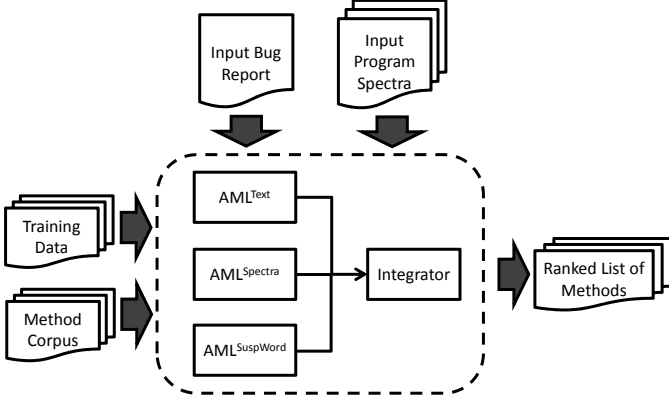 Input Bug
Report
Input
Program
Spectra
Training
Data
Method
Corpus
AML^Text
AML^Spectra
AML^SuspWord
Integrator
Ranked List of
Methods